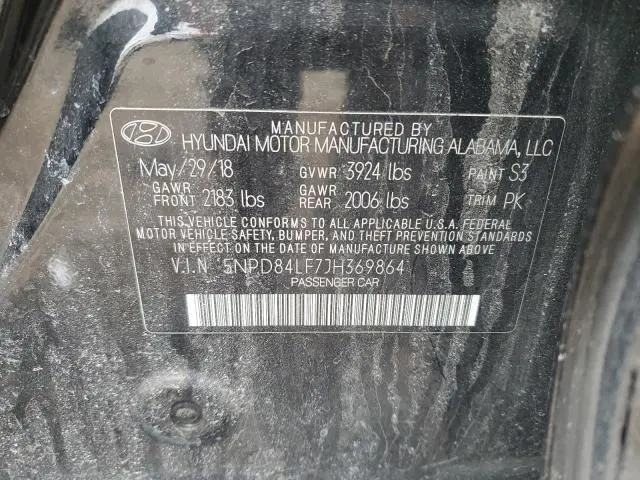 MANUFACTURED BY
HYUNDAI MOTOR MANUFACTURING ALABAMA, LLC
May/29/18 GVWR 3924 lbs PAINT S3
GAWR FRONT 2183 lbs GAWR REAR 2006 lbs TRIM PK
THIS VEHICLE CONFORMS TO ALL APPLICABLE U.S.A. FEDERAL
MOTOR VEHICLE SAFETY, BUMPER, AND THEFT PREVENTION STANDARDS
IN EFFECT ON THE DATE OF MANUFACTURE SHOWN ABOVE.
V.I.N 5NPD84LF7JH369864
PASSENGER CAR